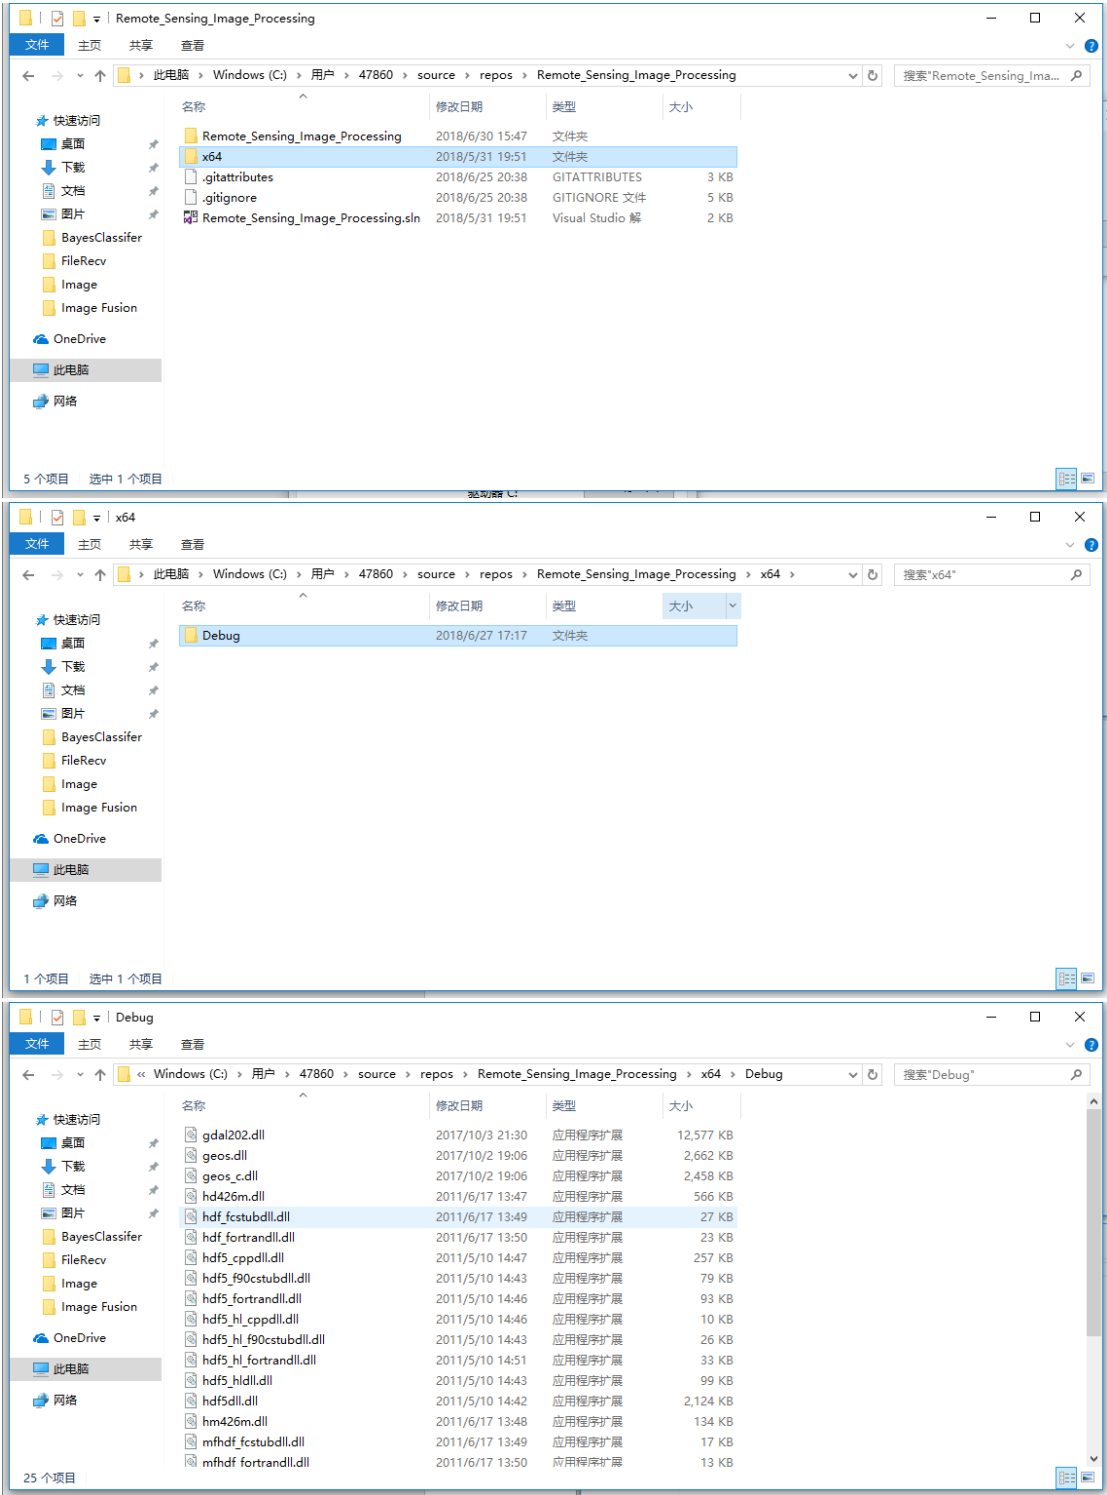 Remote_Sensing_Image_Processing
文件 主页 共享 查看
此电脑 › Windows (C:) › 用户 › 47860 › source › repos › Remote_Sensing_Image_Processing
搜索"Remote_Sensing_Ima...
名称 修改日期 类型 大小
快速访问
桌面
下载
文档
图片
BayesClassifer
FileRecv
Image
Image Fusion
OneDrive
此电脑
网络
Remote_Sensing_Image_Processing 2018/6/30 15:47 文件夹
x64 2018/5/31 19:51 文件夹
.gitattributes 2018/6/25 20:38 GITATTRIBUTES 3 KB
.gitignore 2018/6/25 20:38 GITIGNORE 文件 5 KB
Remote_Sensing_Image_Processing.sln 2018/5/31 19:51 Visual Studio 解 2 KB
5 个项目 选中 1 个项目
驱动器 C:
x64
文件 主页 共享 查看
此电脑 › Windows (C:) › 用户 › 47860 › source › repos › Remote_Sensing_Image_Processing › x64 ›
搜索"x64"
名称 修改日期 类型 大小
快速访问
桌面
下载
文档
图片
BayesClassifer
FileRecv
Image
Image Fusion
OneDrive
此电脑
网络
Debug 2018/6/27 17:17 文件夹
1 个项目 选中 1 个项目
Debug
文件 主页 共享 查看
« Windows (C:) › 用户 › 47860 › source › repos › Remote_Sensing_Image_Processing › x64 › Debug
搜索"Debug"
名称 修改日期 类型 大小
快速访问
桌面
下载
文档
图片
BayesClassifer
FileRecv
Image
Image Fusion
OneDrive
此电脑
网络
gdal202.dll 2017/10/3 21:30 应用程序扩展 12,577 KB
geos.dll 2017/10/2 19:06 应用程序扩展 2,662 KB
geos_c.dll 2017/10/2 19:06 应用程序扩展 2,458 KB
hd426m.dll 2011/6/17 13:47 应用程序扩展 566 KB
hdf_fcstubdll.dll 2011/6/17 13:49 应用程序扩展 27 KB
hdf_fortrandll.dll 2011/6/17 13:50 应用程序扩展 23 KB
hdf5_cppdll.dll 2011/5/10 14:47 应用程序扩展 257 KB
hdf5_f90cstubdll.dll 2011/5/10 14:43 应用程序扩展 79 KB
hdf5_fortrandll.dll 2011/5/10 14:46 应用程序扩展 93 KB
hdf5_hl_cppdll.dll 2011/5/10 14:46 应用程序扩展 10 KB
hdf5_hl_f90cstubdll.dll 2011/5/10 14:43 应用程序扩展 26 KB
hdf5_hl_fortrandll.dll 2011/5/10 14:51 应用程序扩展 33 KB
hdf5_hldll.dll 2011/5/10 14:43 应用程序扩展 99 KB
hdf5dll.dll 2011/5/10 14:42 应用程序扩展 2,124 KB
hm426m.dll 2011/6/17 13:48 应用程序扩展 134 KB
mfhdf_fcstubdll.dll 2011/6/17 13:49 应用程序扩展 17 KB
mfhdf_fortrandll.dll 2011/6/17 13:50 应用程序扩展 13 KB
25 个项目